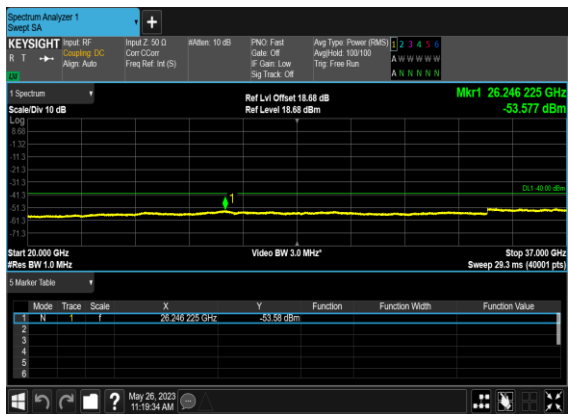 Spectrum Analyzer 1
Swept SA
KEYSIGHT Input: RF Input Z: 50 Ω #Atten: 10 dB PNO: Fast Avg Type: Power (RMS) 1 2 3 4 5 6
R T Coupling: DC Corr CCorr Gate: Off Avg|Hold: 100/100 A W W W W W
Align: Auto Freq Ref: Int (S) IF Gain: Low Trig: Free Run
LU Sig Track: Off A N N N N N
1 Spectrum Ref Lvl Offset 18.68 dB Mkr1 26.246 225 GHz
Scale/Div 10 dB Ref Level 18.68 dBm -53.577 dBm
Log
8.68
-1.32
-11.3
-21.3
-31.3
DL1 -40.00 dBm
-41.3
1
-51.3
-61.3
-71.3
Start 20.000 GHz Video BW 3.0 MHz* Stop 37.000 GHz
#Res BW 1.0 MHz Sweep 29.3 ms (40001 pts)
5 Marker Table
Mode Trace Scale X Y Function Function Width Function Value
1 N 1 f 26.246 225 GHz -53.58 dBm
2
3
4
5
6
? May 26, 2023
11:19:34 AM